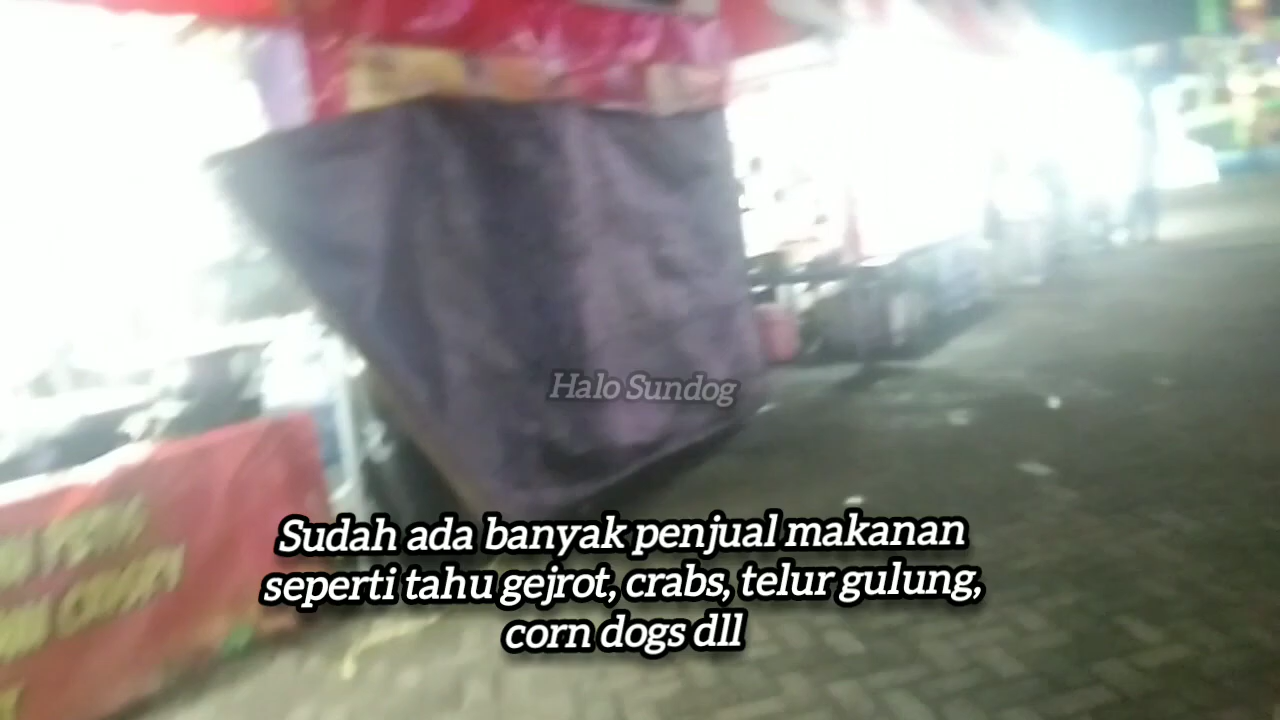 Halo Sundog
Sudah ada banyak penjual makanan
seperti tahu gejrot, crabs, telur gulung,
corn dogs dll